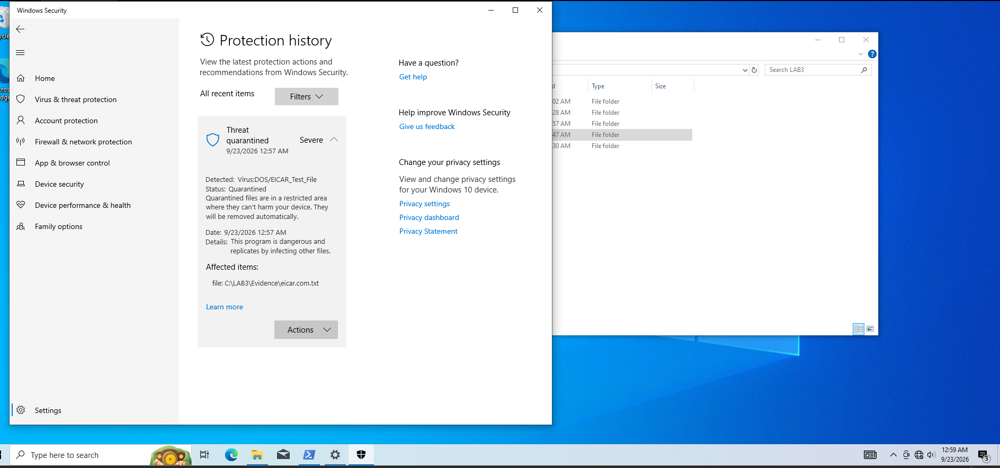 Windows Security
Home
Virus & threat protection
Account protection
Firewall & network protection
App & browser control
Device security
Device performance & health
Family options
Settings
Protection history
View the latest protection actions and
recommendations from Windows Security.
All recent items
Filters
Threat
quarantined
9/23/2026 12:57 AM
Severe
Detected: Virus:DOS/EICAR_Test_File
Status: Quarantined
Quarantined files are in a restricted area
where they can't harm your device. They
will be removed automatically.
Date: 9/23/2026 12:57 AM
Details: This program is dangerous and
replicates by infecting other files.
Affected items:
file: C:\LAB3\Evidence\eicar.com.txt
Learn more
Actions
Have a question?
Get help
Help improve Windows Security
Give us feedback
Change your privacy settings
View and change privacy settings
for your Windows 10 device.
Privacy settings
Privacy dashboard
Privacy Statement
Search LAB3
d Type Size
02 AM File folder
28 AM File folder
57 AM File folder
47 AM File folder
30 AM File folder
ycle
cros
dge
Type here to search
12:59 AM
9/23/2026
3